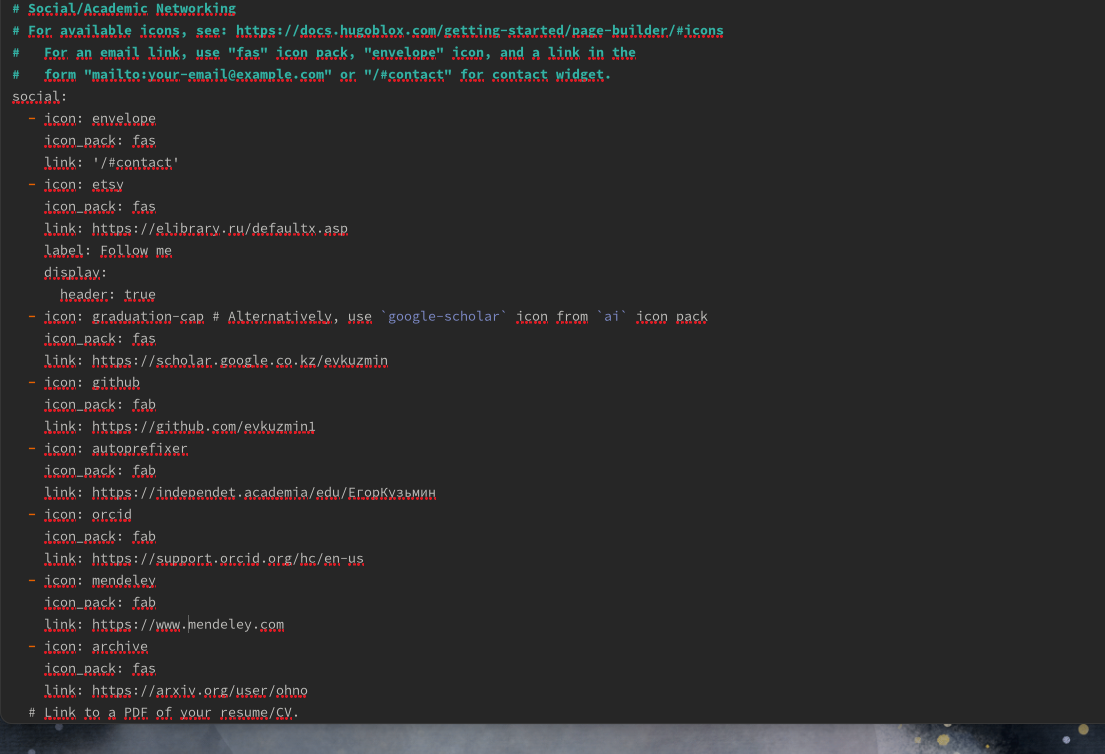 # Social/Academic Networking
# For available icons, see: https://docs.hugoblox.com/getting-started/page-builder/#icons
#   For an email link, use "fas" icon pack, "envelope" icon, and a link in the
#   form "mailto:your-email@example.com" or "/#contact" for contact widget.
social:
  - icon: envelope
    icon_pack: fas
    link: '/#contact'
  - icon: etsy
    icon_pack: fas
    link: https://elibrary.ru/defaultx.asp
    label: Follow me
    display:
      header: true
  - icon: graduation-cap # Alternatively, use `google-scholar` icon from `ai` icon pack
    icon_pack: fas
    link: https://scholar.google.co.kz/evkuzmin
  - icon: github
    icon_pack: fab
    link: https://github.com/evkuzmin1
  - icon: autoprefixer
    icon_pack: fab
    link: https://independet.academia/edu/ЕгорКузьмин
  - icon: orcid
    icon_pack: fab
    link: https://support.orcid.org/hc/en-us
  - icon: mendeley
    icon_pack: fab
    link: https://www.mendeley.com
  - icon: archive
    icon_pack: fas
    link: https://arxiv.org/user/ohno
  # Link to a PDF of your resume/CV.